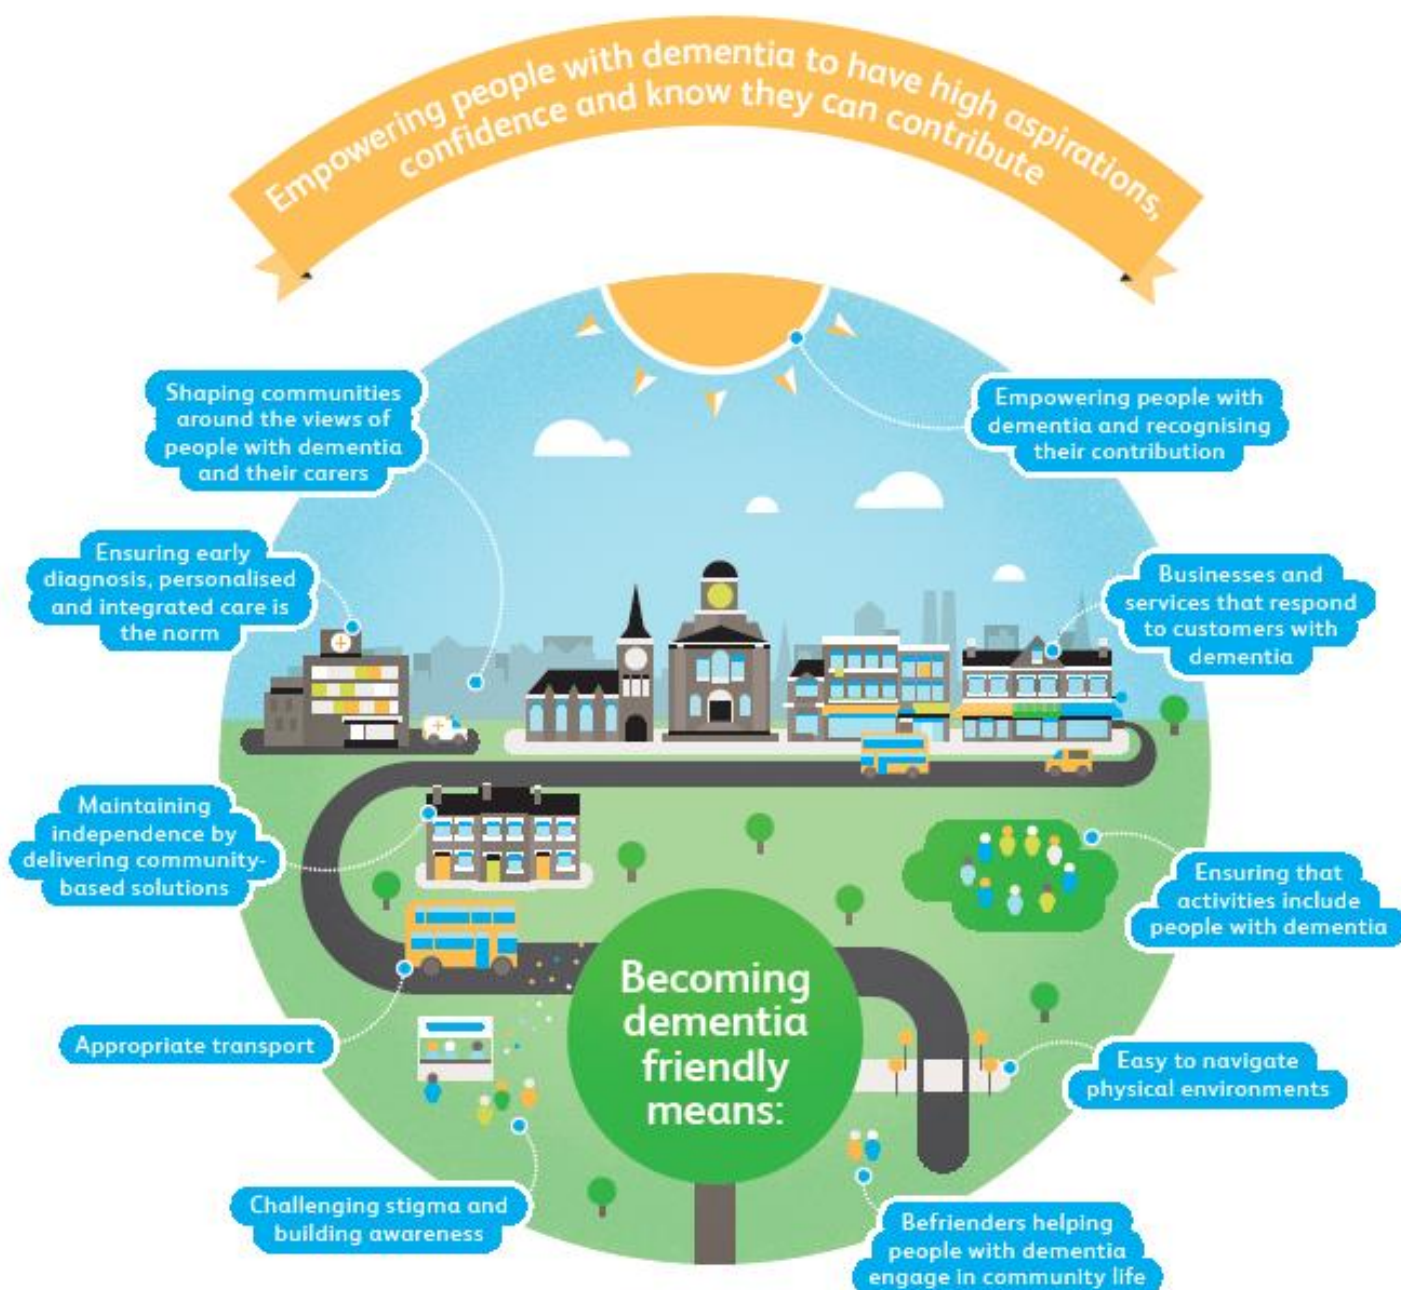 Empowering people with dementia to have high aspirations,
confidence and know they can contribute
Shaping communities
around the views of
people with dementia
and their carers
Empowering people with
dementia and recognising
their contribution
Ensuring early
diagnosis, personalised
and integrated care is
the norm
Businesses and
services that respond
to customers with
dementia
Maintaining
independence by
delivering community-
based solutions
Ensuring that
activities include
people with dementia
Becoming
dementia
friendly
means:
Appropriate transport
Easy to navigate
physical environments
Challenging stigma and
building awareness
Befrienders helping
people with dementia
engage in community life